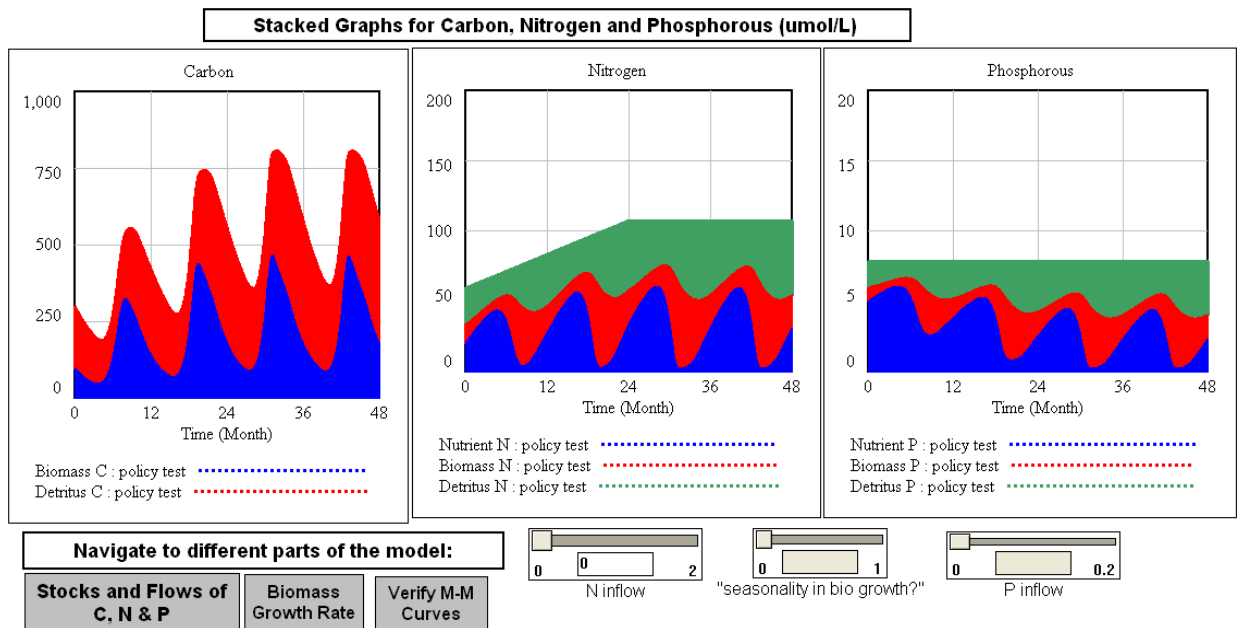 Stacked Graphs for Carbon, Nitrogen and Phosphorous (umol/L)
Carbon
1,000
750
500
250
0
0 12 24 36 48
Time (Month)
Biomass C : policy test
Detritus C : policy test
Nitrogen
200
150
100
50
0
0 12 24 36 48
Time (Month)
Nutrient N : policy test
Biomass N : policy test
Detritus N : policy test
Phosphorous
20
15
10
5
0
0 12 24 36 48
Time (Month)
Nutrient P : policy test
Biomass P : policy test
Detritus P : policy test
Navigate to different parts of the model:
Stocks and Flows of
C, N & P
Biomass
Growth Rate
Verify M-M
Curves
0 0 2
N inflow
0 1
"seasonality in bio growth?"
0 0.2
P inflow